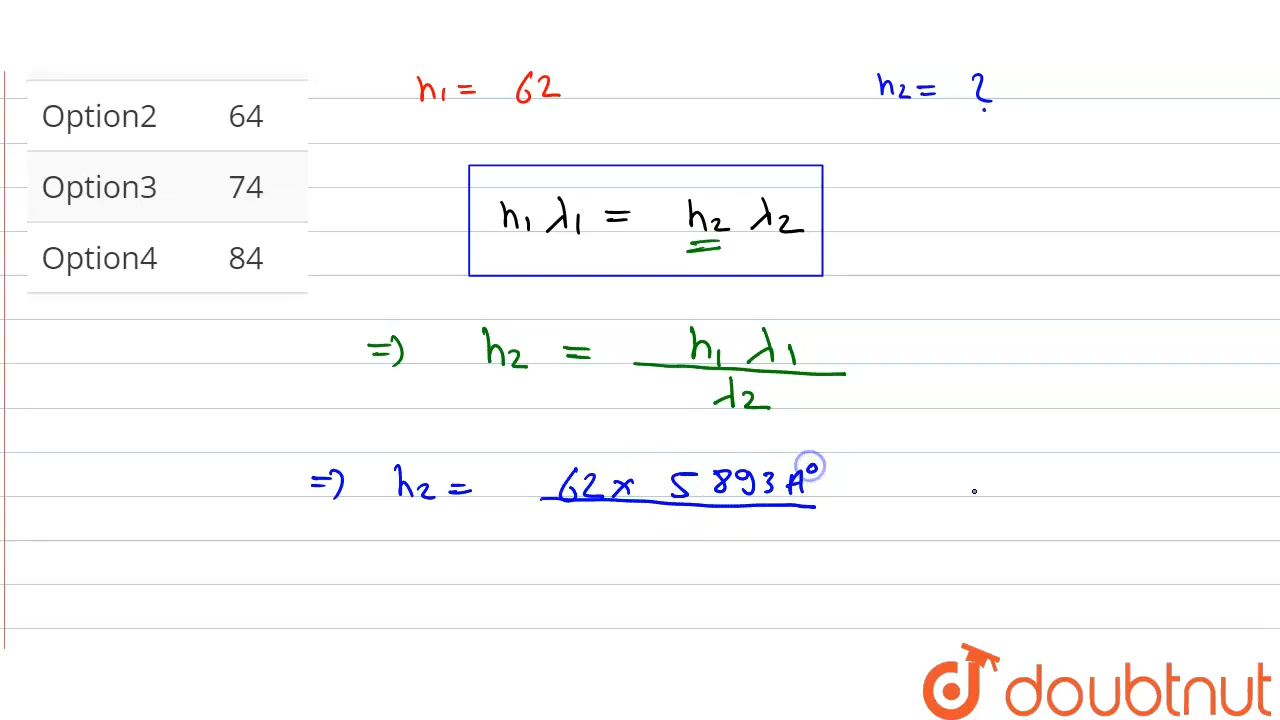 Option2 64
Option3 74
Option4 84
n₁ = 62
n₂ = ?
n₁ λ₁ = n₂ λ₂
=> n₂ = n₁ λ₁ / λ₂
=> n₂ = 62 x 5893 A°
doubtnut